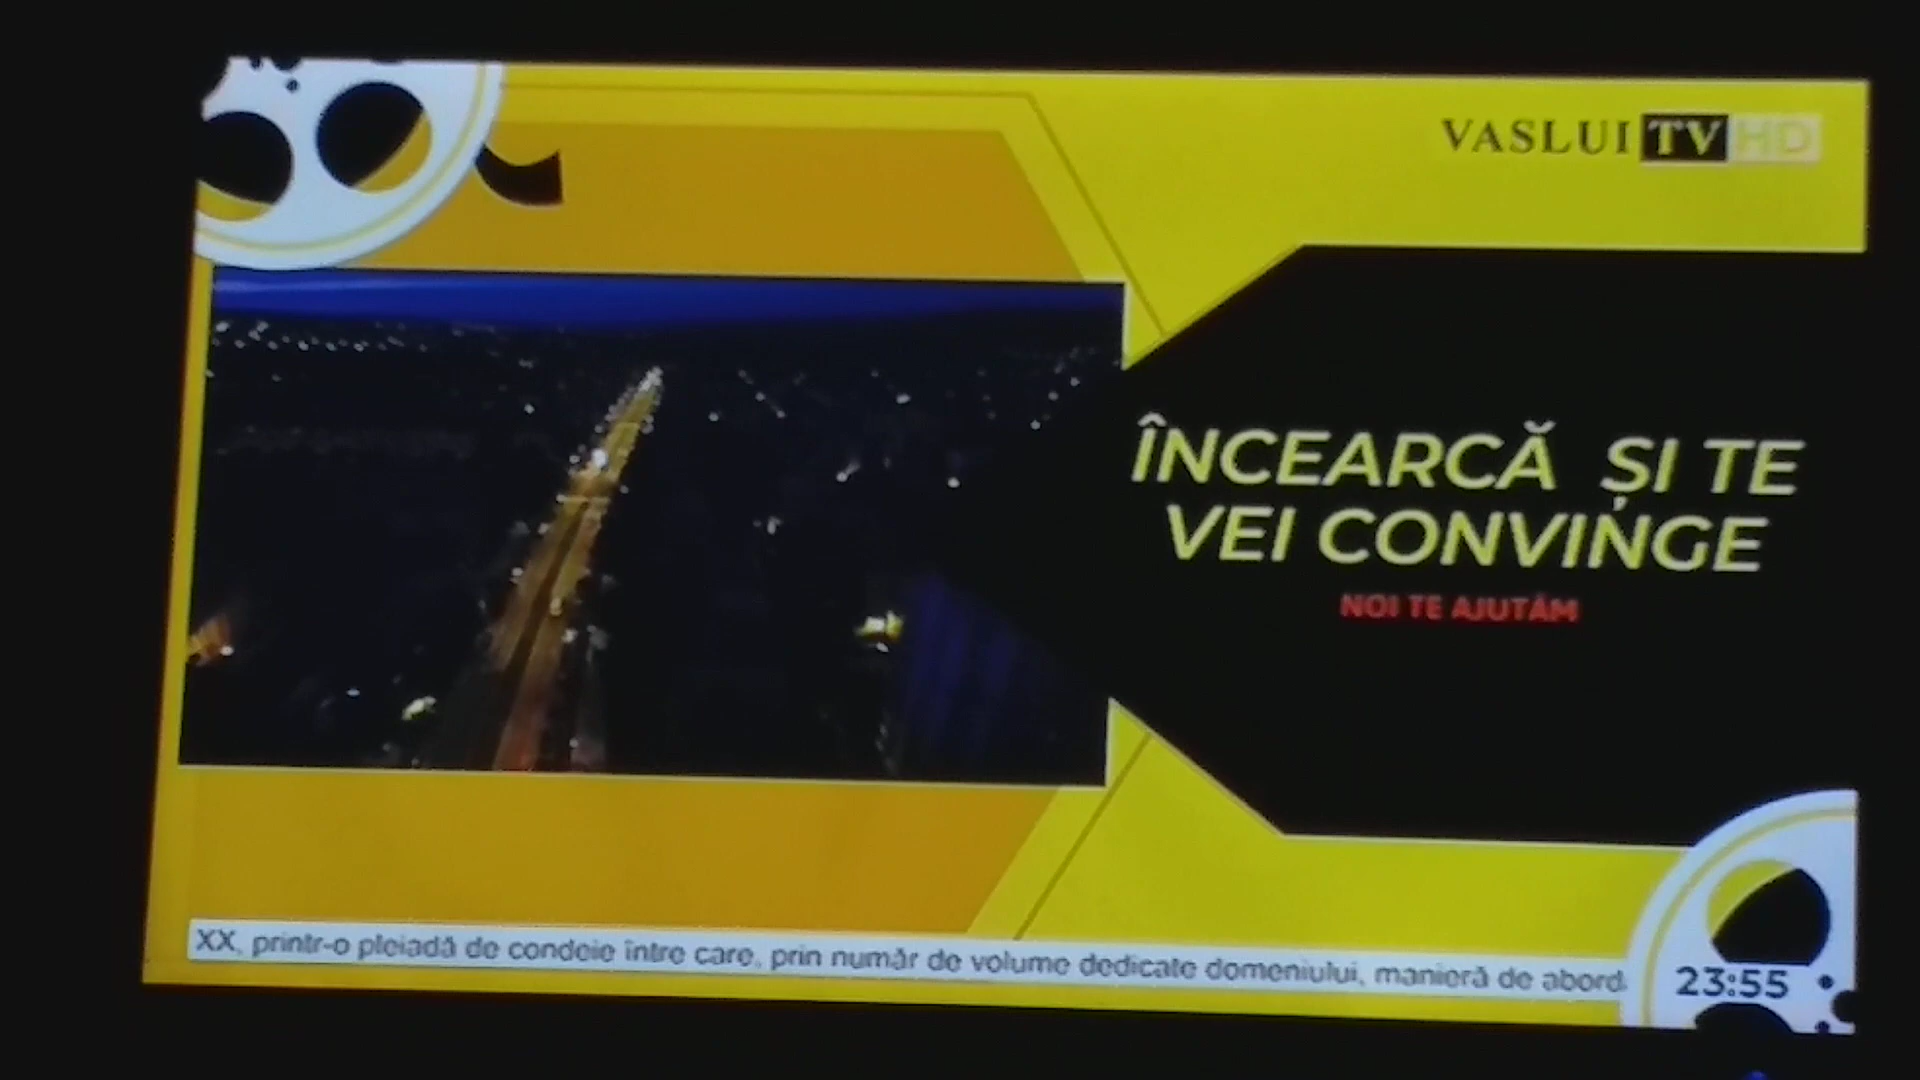 VASLUI TV HD
ÎNCEARCĂ ȘI TE
VEI CONVINGE
NOI TE AJUTĂM
XX, printr-o pleiadă de condeie între care, prin număr de volume dedicate domeniului, manieră de abord
23:55